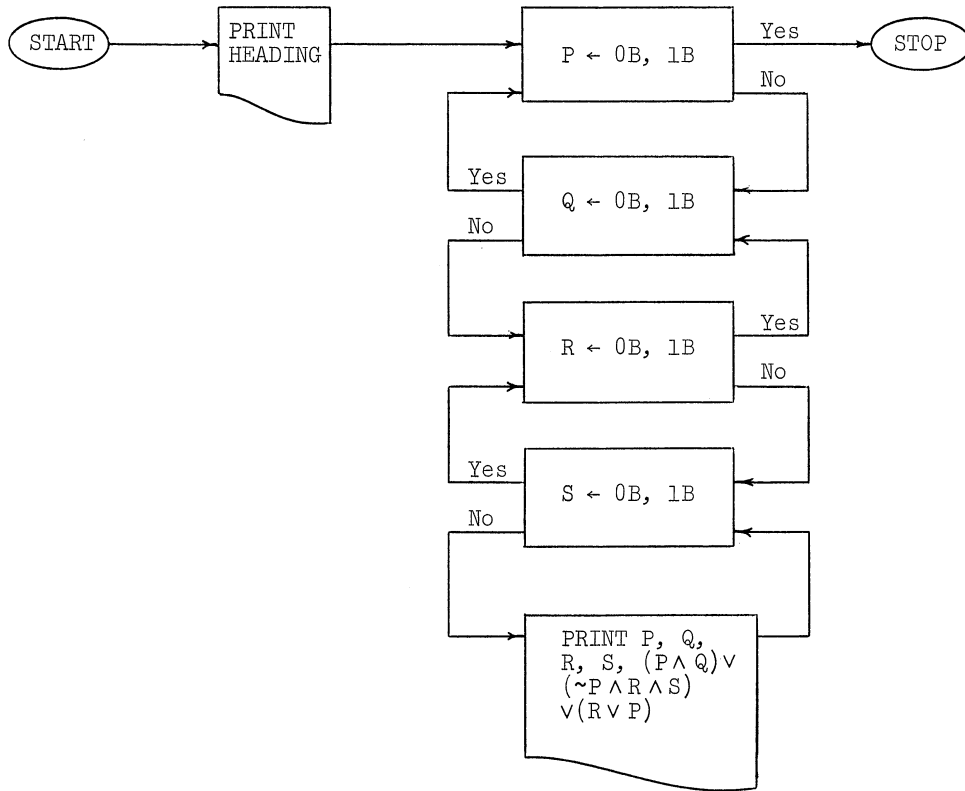 START
PRINT
HEADING
P ← 0B, 1B
Yes
STOP
No
Yes
Q ← 0B, 1B
No
R ← 0B, 1B
Yes
No
Yes
S ← 0B, 1B
No
PRINT P, Q,
R, S, (P∧Q)∨
(~P∧R∧S)
∨(R∨P)